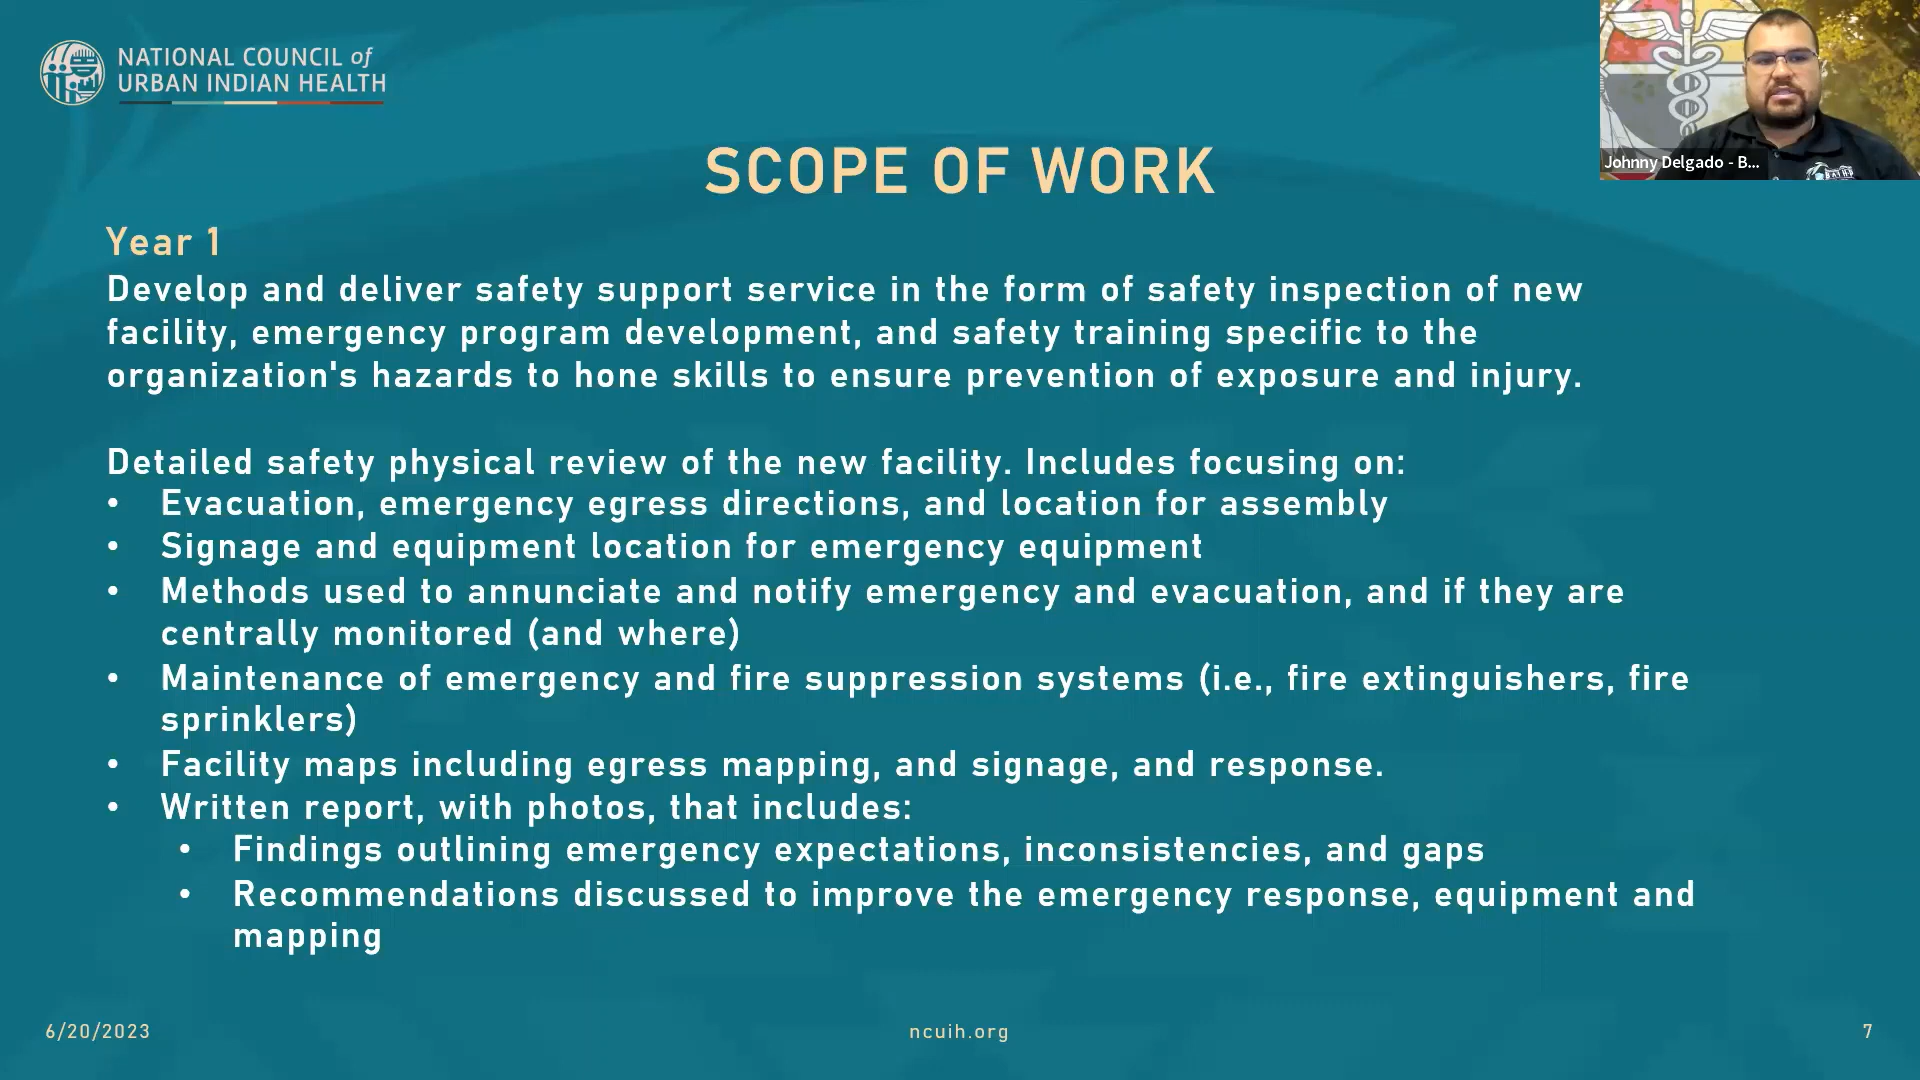 NATIONAL COUNCIL of
URBAN INDIAN HEALTH
Johnny Delgado - B...
SCOPE OF WORK
Year 1
Develop and deliver safety support service in the form of safety inspection of new
facility, emergency program development, and safety training specific to the
organization's hazards to hone skills to ensure prevention of exposure and injury.
Detailed safety physical review of the new facility. Includes focusing on:
• Evacuation, emergency egress directions, and location for assembly
• Signage and equipment location for emergency equipment
• Methods used to annunciate and notify emergency and evacuation, and if they are
centrally monitored (and where)
• Maintenance of emergency and fire suppression systems (i.e., fire extinguishers, fire
sprinklers)
• Facility maps including egress mapping, and signage, and response.
• Written report, with photos, that includes:
• Findings outlining emergency expectations, inconsistencies, and gaps
• Recommendations discussed to improve the emergency response, equipment and
mapping
6/20/2023
ncuih.org
7